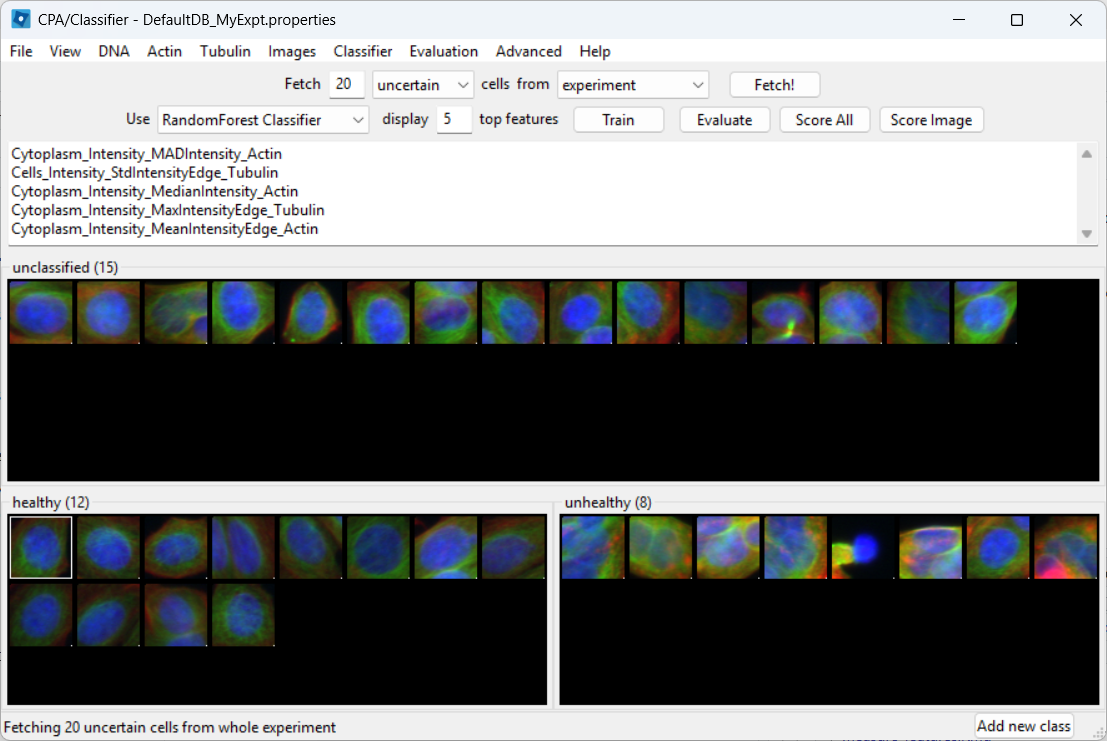 CPA/Classifier - DefaultDB_MyExpt.properties
File View DNA Actin Tubulin Images Classifier Evaluation Advanced Help
Fetch 20 uncertain cells from experiment Fetch!
Use RandomForest Classifier display 5 top features Train Evaluate Score All Score Image
Cytoplasm_Intensity_MADIntensity_Actin
Cells_Intensity_StdIntensityEdge_Tubulin
Cytoplasm_Intensity_MedianIntensity_Actin
Cytoplasm_Intensity_MaxIntensityEdge_Tubulin
Cytoplasm_Intensity_MeanIntensityEdge_Actin
unclassified (15)
healthy (12) unhealthy (8)
Fetching 20 uncertain cells from whole experiment Add new class